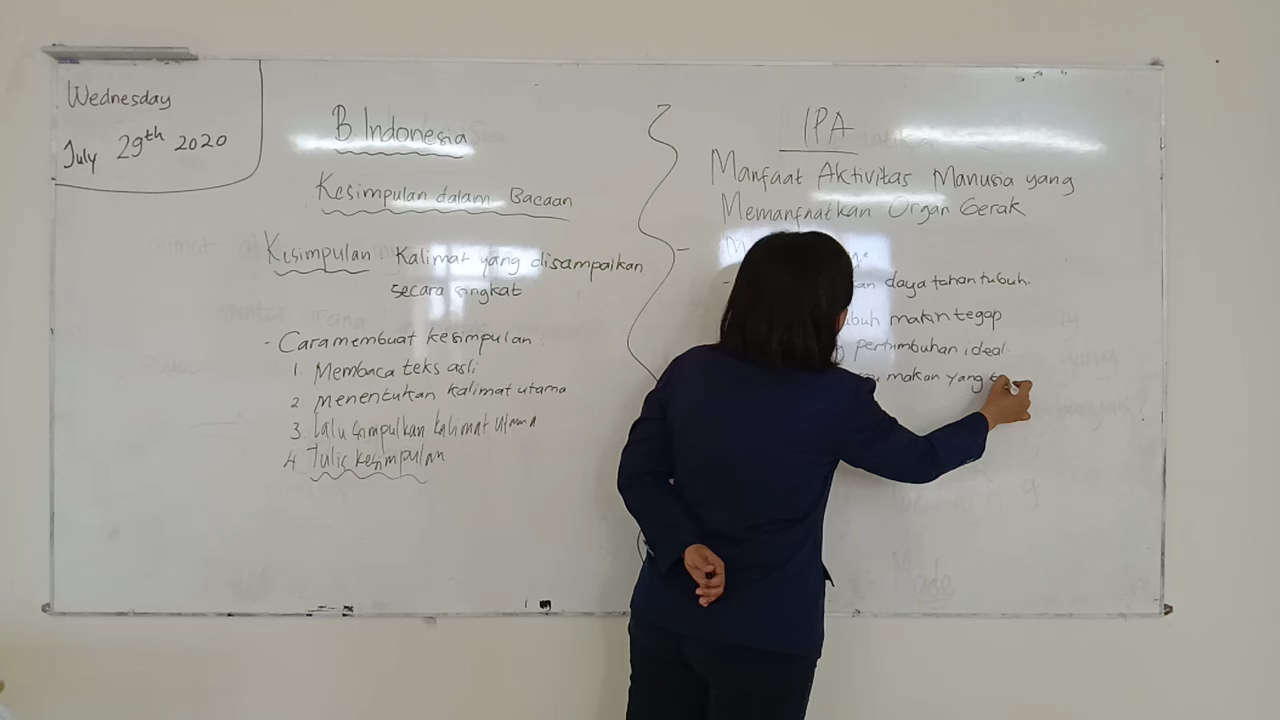 Wednesday
July 29th 2020
B Indonesia
Kesimpulan dalam Bacaan
Kesimpulan Kalimat yang disampaikan
secara singkat
- Cara membuat kesimpulan :
1. Membaca teks asli
2. Menentukan kalimat utama
3. Lalu simpulkan kalimat utama
4. Tulis kesimpulan
IPA
Manfaat Aktivitas Manusia yang
Memanfaatkan Organ Gerak
daya tahan tubuh.
makin tegap
pertumbuhan ideal.
makan yang